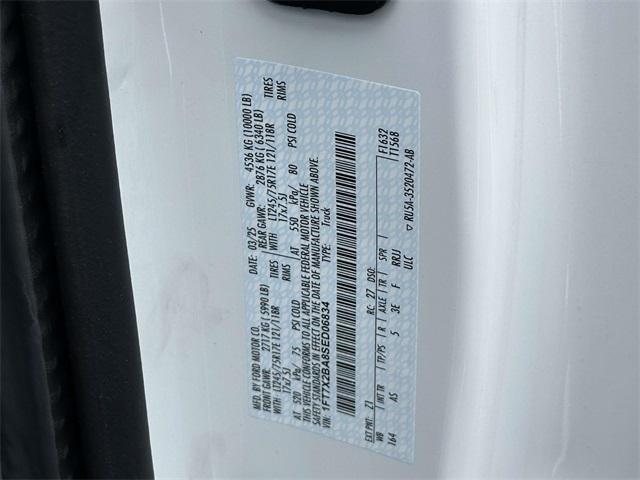 MFD. BY FORD MOTOR CO.
DATE: 03/25 GVWR: 4536 KG (10000 LB)
FRONT GAWR: 2717 KG (5990 LB) REAR GAWR: 2876 KG (6340 LB)
WITH LT245/75R17E 121/118R TIRES WITH LT245/75R17E 121/118R TIRES
17x7.5J RIMS 17x7.5J RIMS
AT 520 kPa/ 75 PSI COLD AT 550 kPa/ 80 PSI COLD
THIS VEHICLE CONFORMS TO ALL APPLICABLE FEDERAL MOTOR VEHICLE
SAFETY STANDARDS IN EFFECT ON THE DATE OF MANUFACTURE SHOWN ABOVE.
VIN: 1FT7X2BA8SED06834 TYPE: Truck
F1632
T1568
EXT PNT: Z1 RC: 27 DSO:
WB INT TR TP/PS R AXLE TR SPR
164 AS 5 3E F RRJJ
ULC
RU5A-3520472-AB